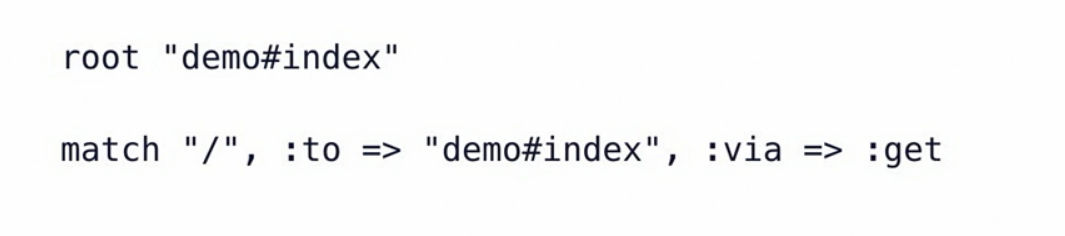 root "demo#index"
match "/", :to => "demo#index", :via => :get